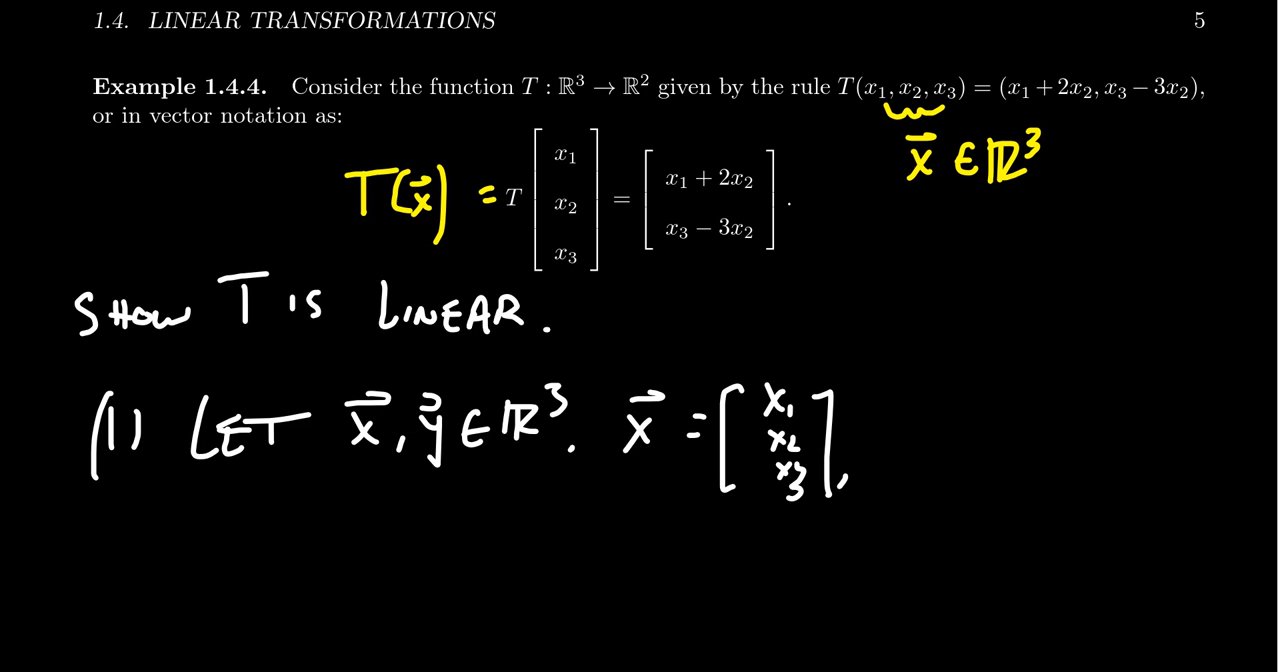 1.4. LINEAR TRANSFORMATIONS 5
Example 1.4.4. Consider the function T : ℝ³ → ℝ² given by the rule T(x₁, x₂, x₃) = (x₁ + 2x₂, x₃ − 3x₂),
or in vector notation as:
x⃗ ∈ ℝ³
T(x⃗) = T [x₁ x₂ x₃] = [x₁ + 2x₂ x₃ − 3x₂].
SHOW T IS LINEAR.
(1) LET x⃗, y⃗ ∈ ℝ³. x⃗ = [x₁ x₂ x₃],